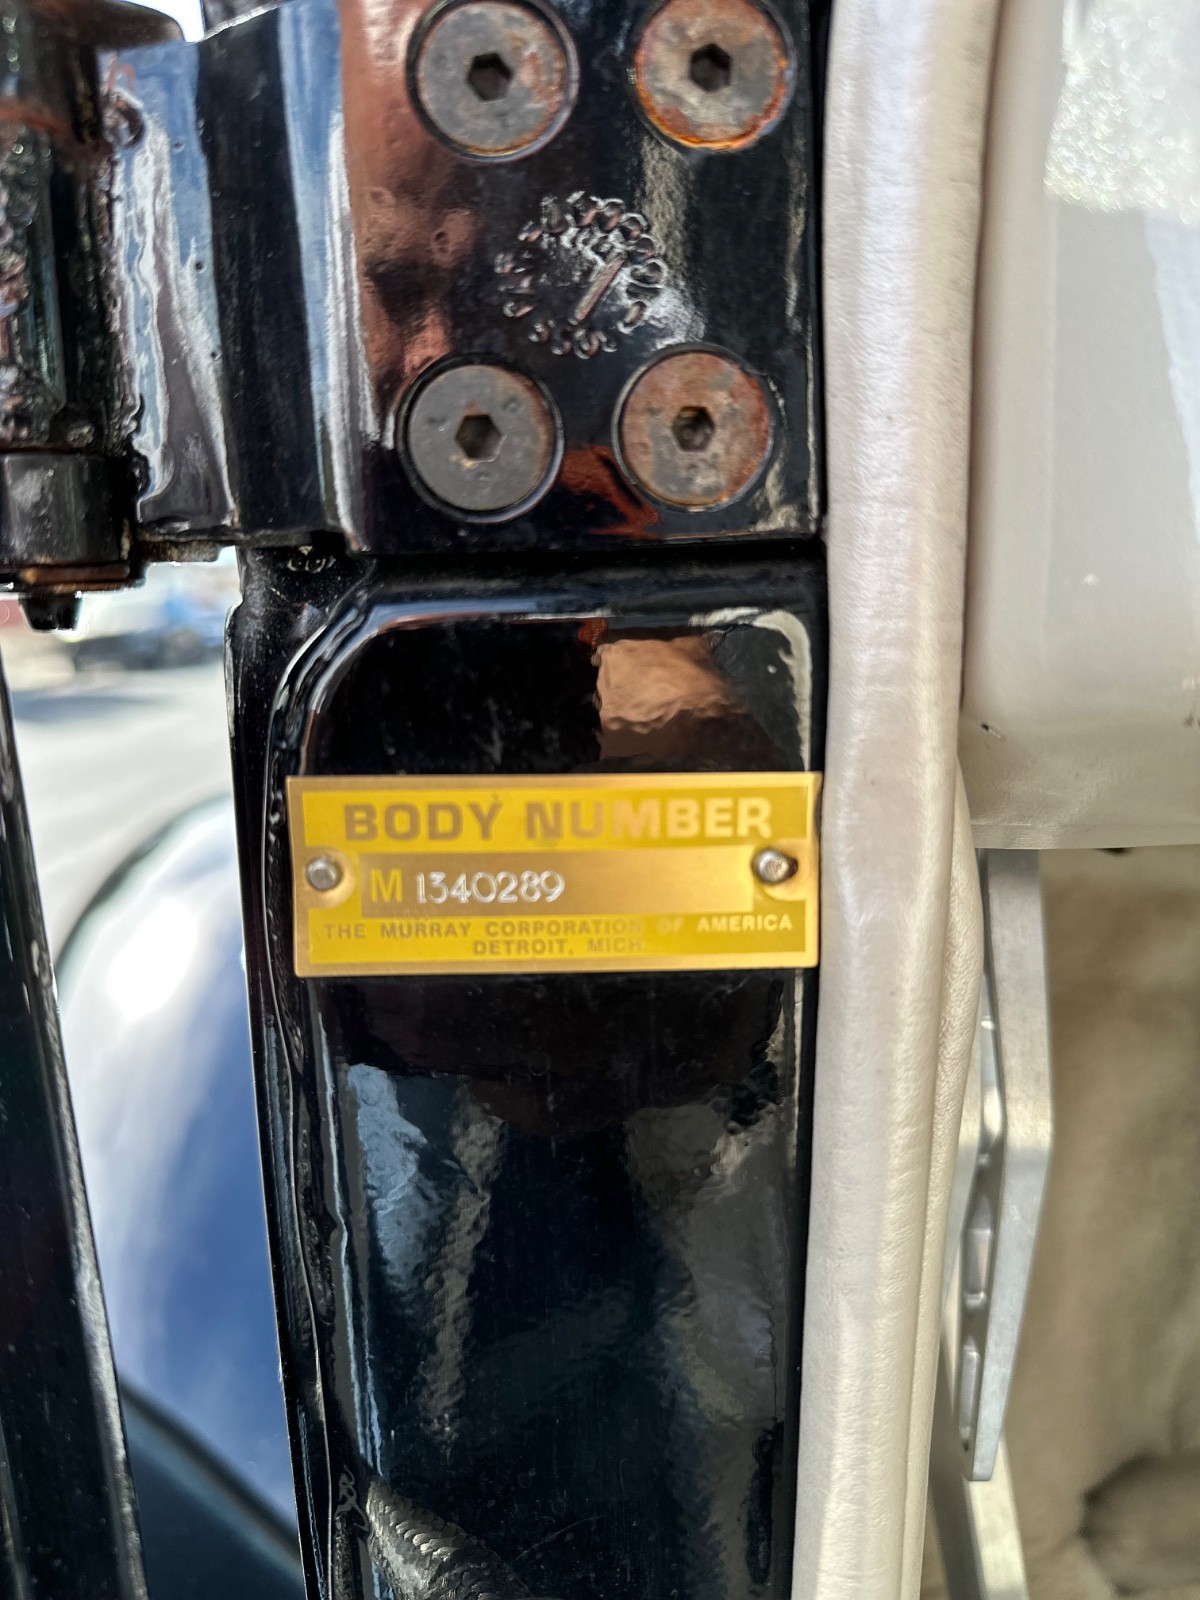 BODY NUMBER
M 1340289
THE MURRAY CORPORATION OF AMERICA
DETROIT, MICH.